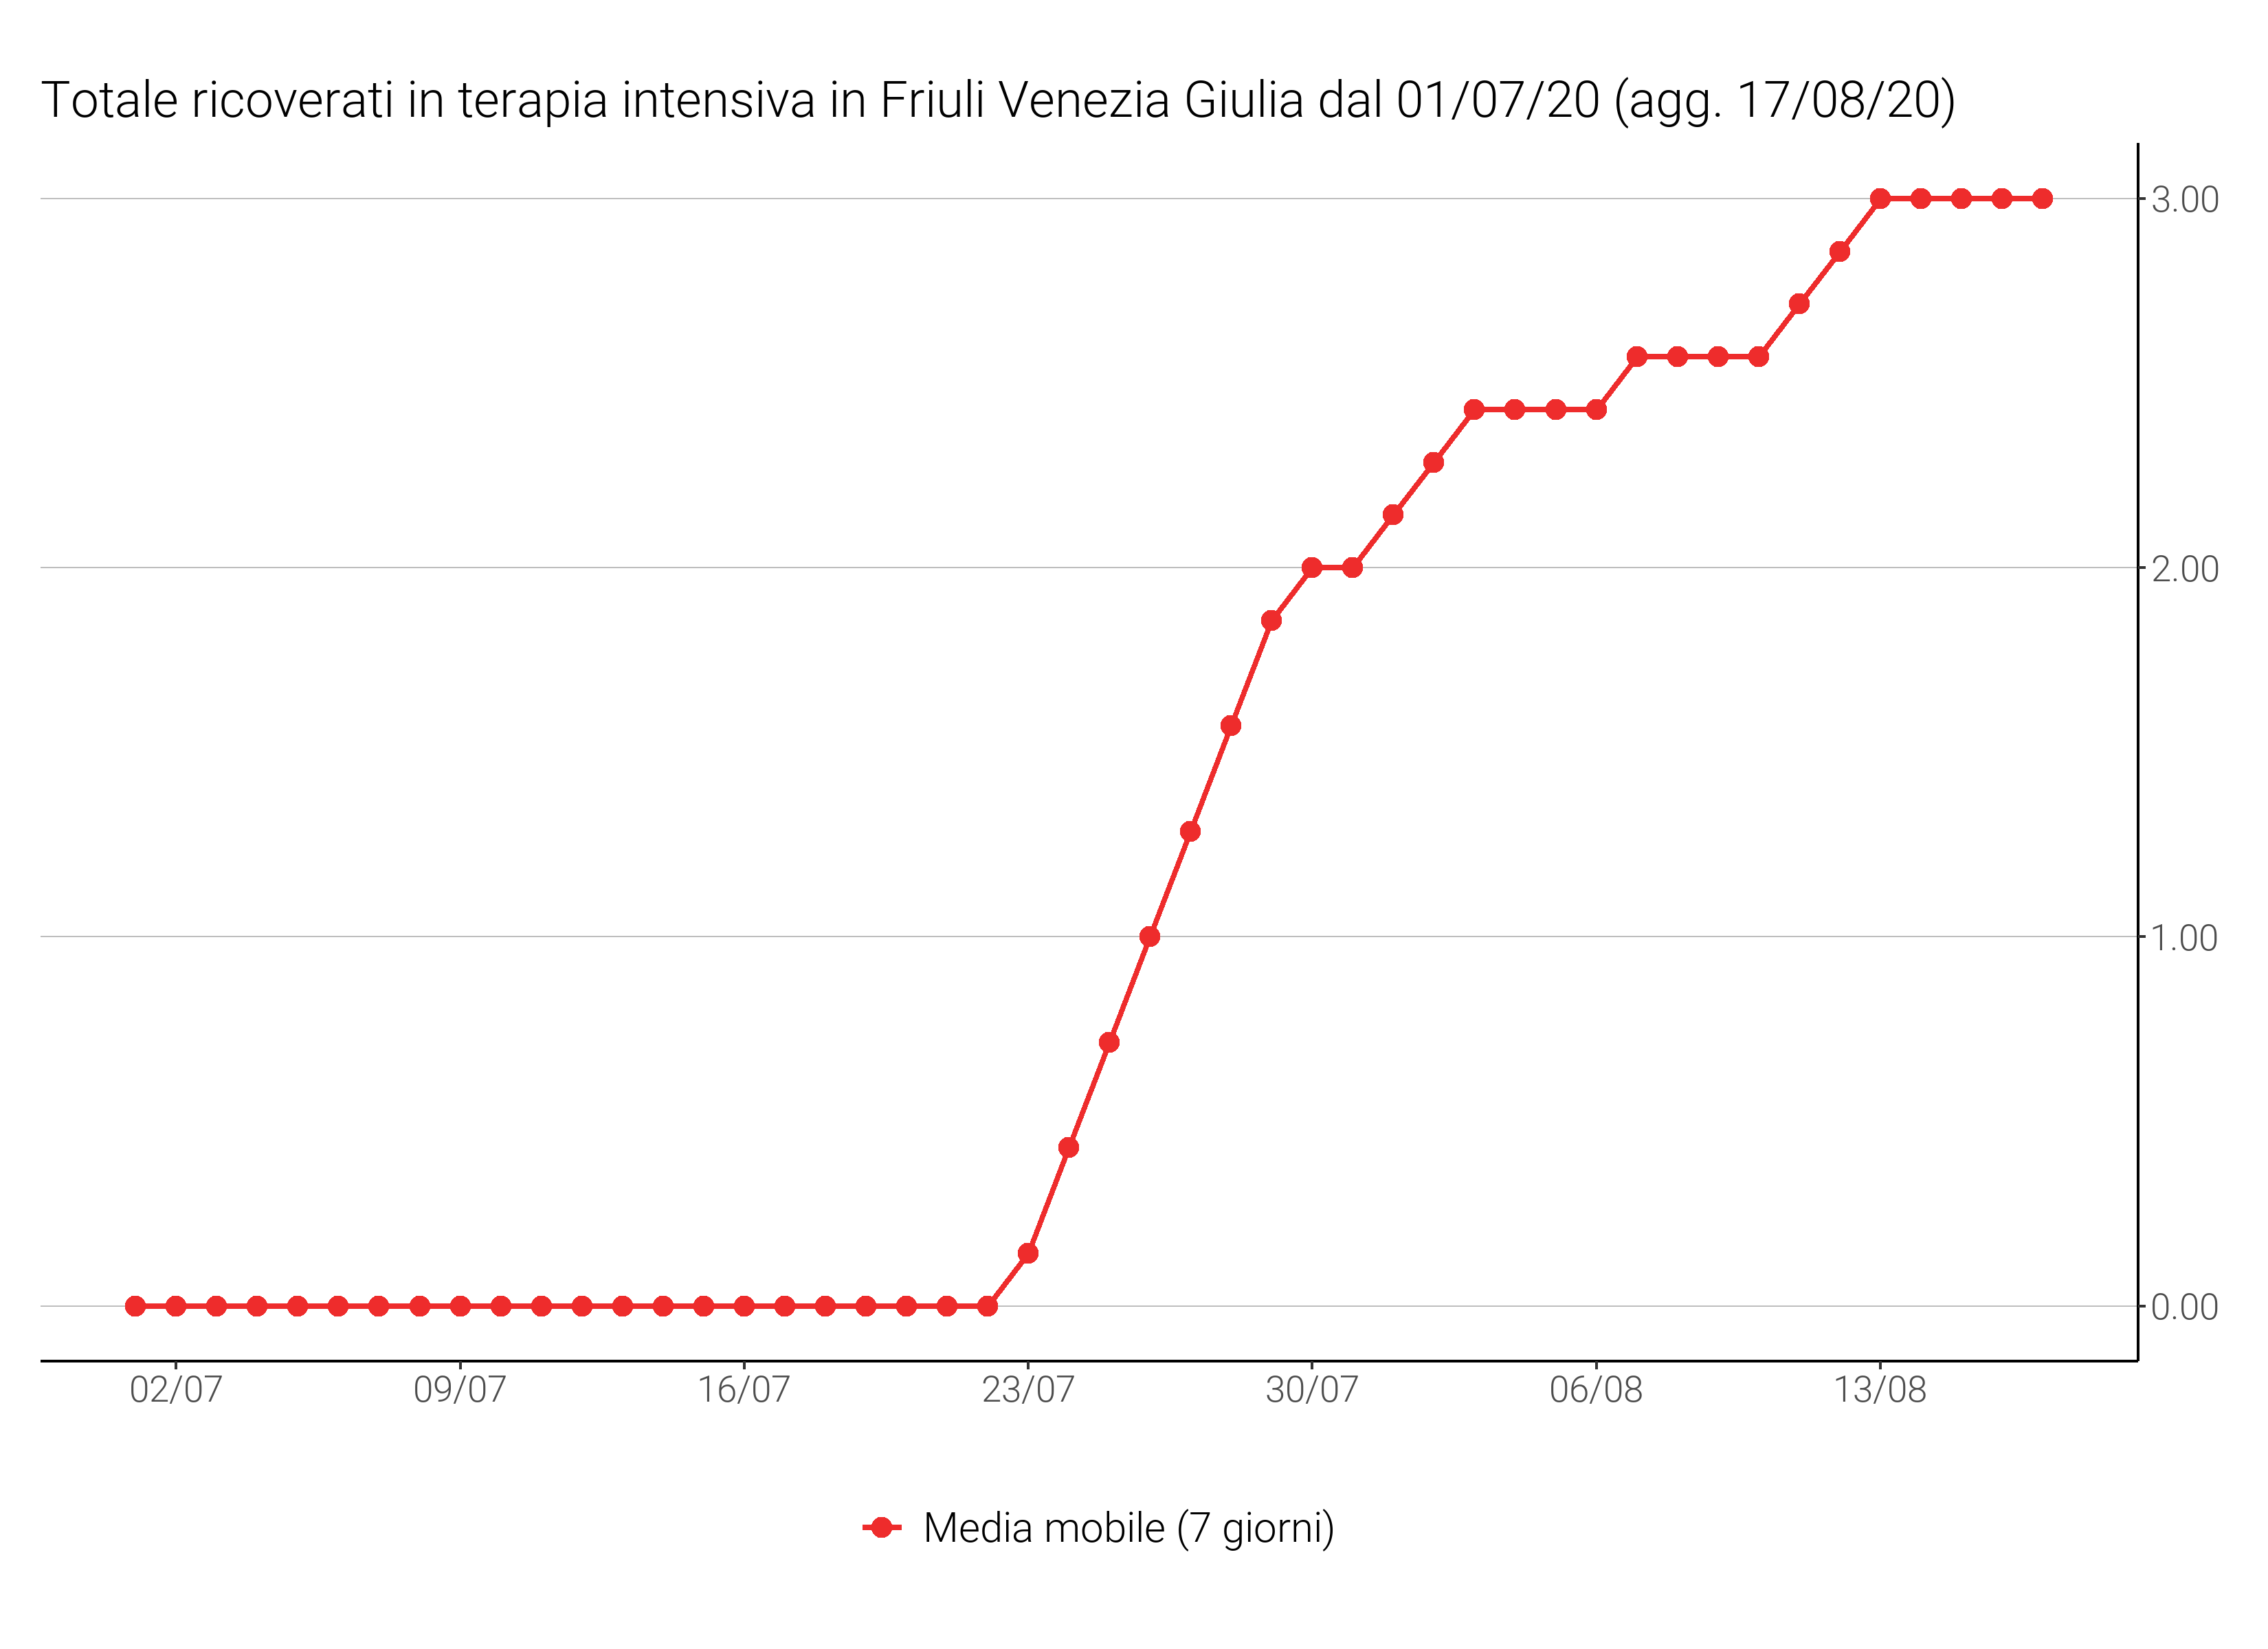 Totale ricoverati in terapia intensiva in Friuli Venezia Giulia dal 01/07/20 (agg. 17/08/20)
3.00
2.00
1.00
0.00
02/07 09/07 16/07 23/07 30/07 06/08 13/08
Media mobile (7 giorni)